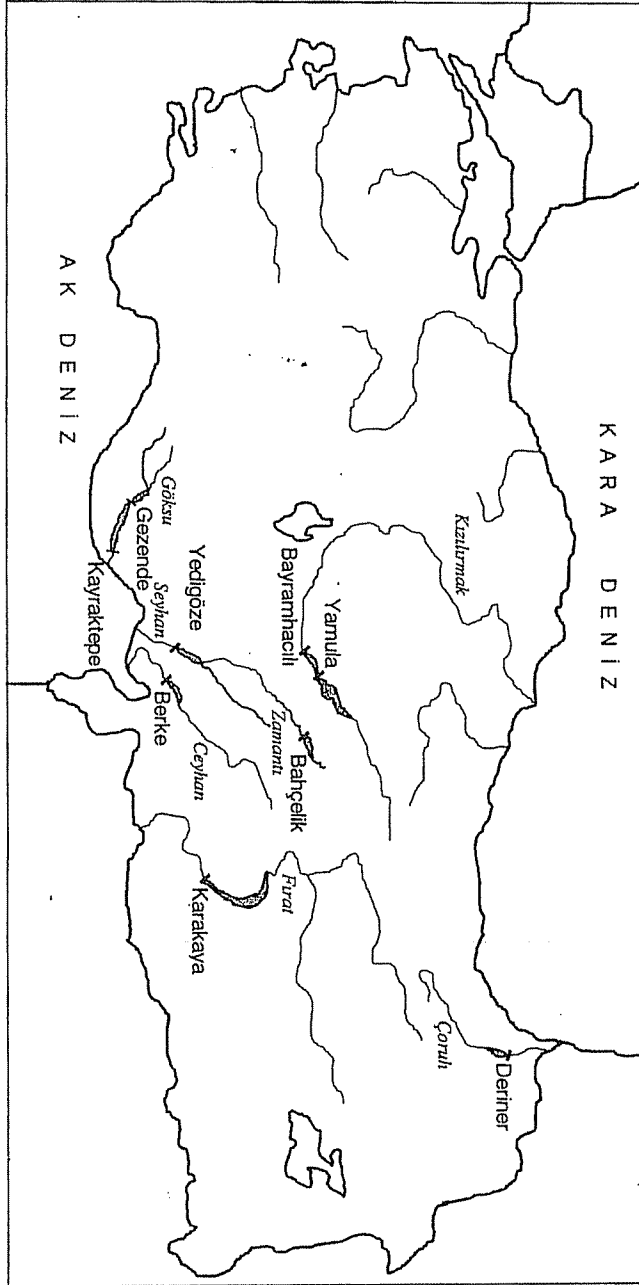 KARA DENİZ
Kızılırmak
Çoruh
Deriner
Yamula
Bayramhacılı
Bahçelik
Zamantı
Fırat
Karakaya
Yedigöze
Seyhan
Berke
Ceyhan
Göksu
Gezende
Kayraktepe
AK DENİZ